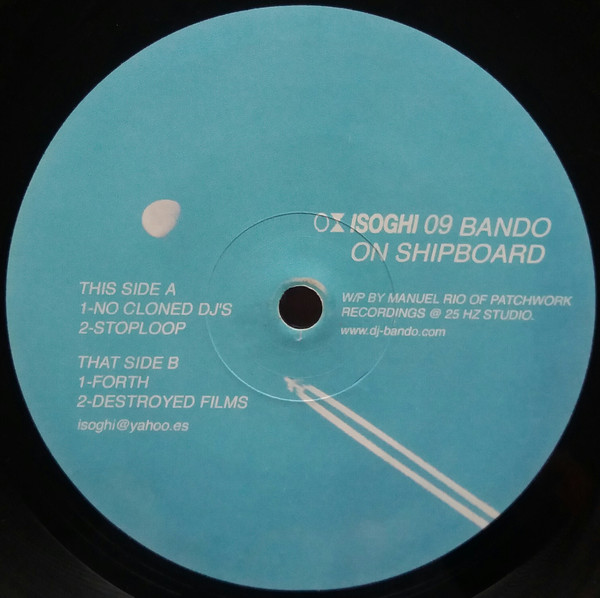 ISOGHI 09 BANDO
ON SHIPBOARD
THIS SIDE A
1-NO CLONED DJ'S
2-STOPLOOP
THAT SIDE B
1-FORTH
2-DESTROYED FILMS
isoghi@yahoo.es
W/P BY MANUEL RIO OF PATCHWORK
RECORDINGS @ 25 HZ STUDIO.
www.dj-bando.com